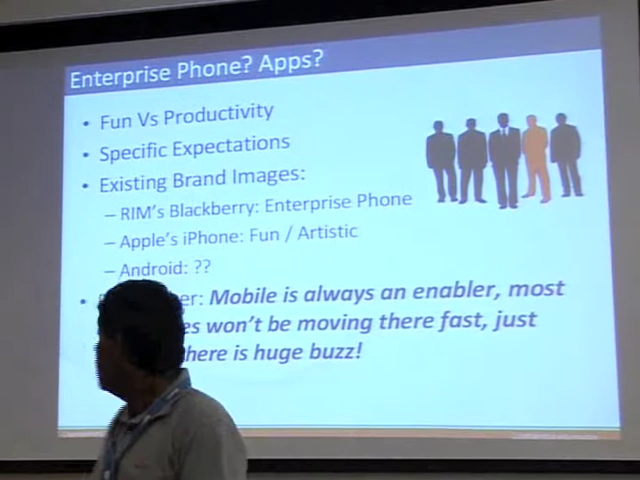 Enterprise Phone? Apps?
• Fun Vs Productivity
• Specific Expectations
• Existing Brand Images:
– RIM's Blackberry: Enterprise Phone
– Apple's iPhone: Fun / Artistic
– Android: ??
• er: Mobile is always an enabler, most
es won't be moving there fast, just
here is huge buzz!